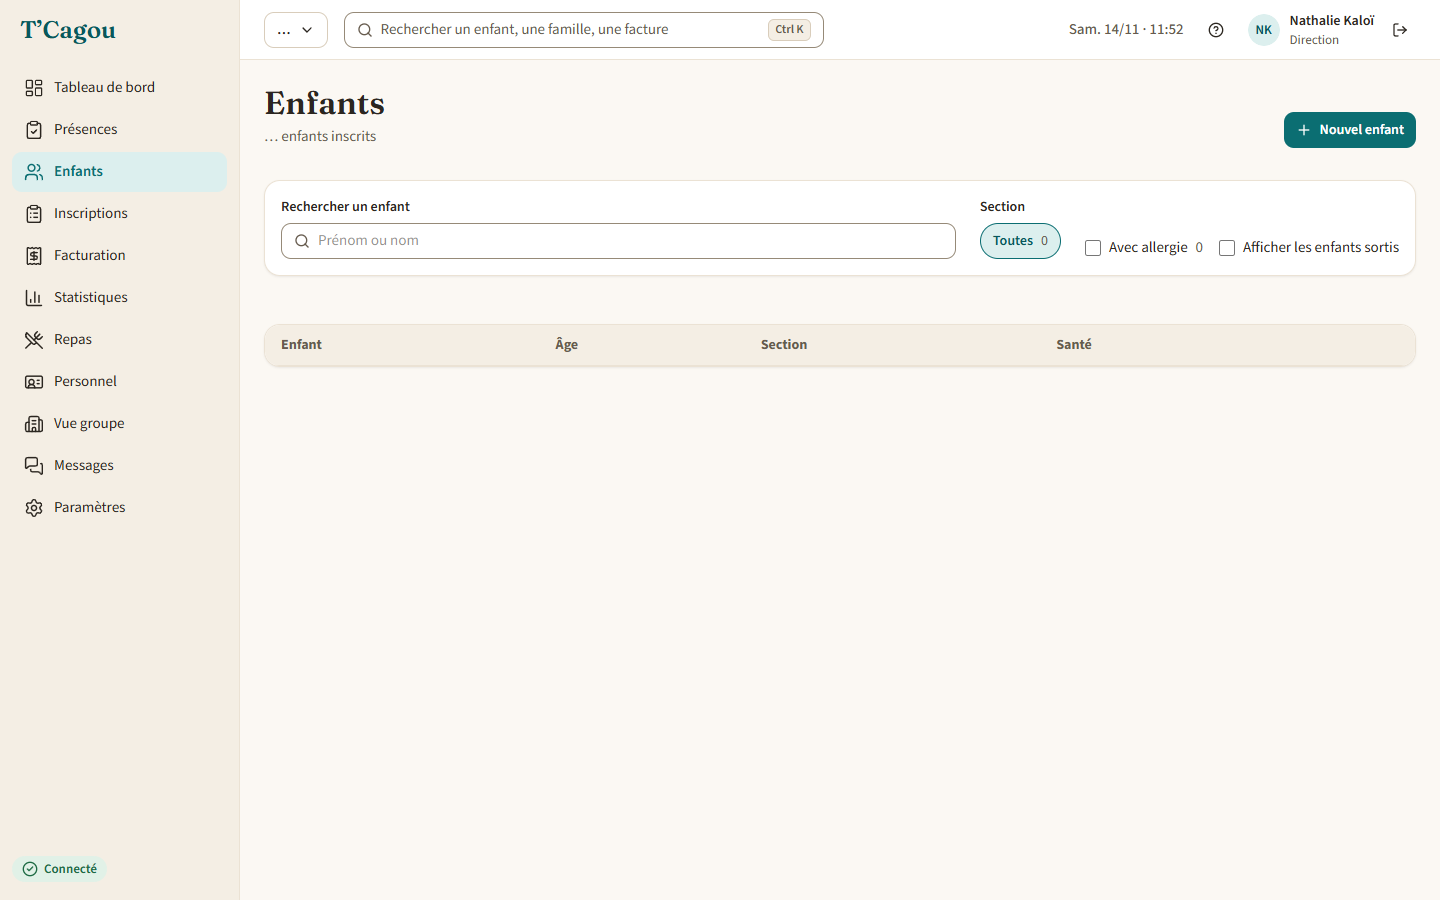 T’Cagou
Tableau de bord
Présences
Enfants
Inscriptions
Facturation
Statistiques
Repas
Personnel
Vue groupe
Messages
Paramètres
Connecté
...
Rechercher un enfant, une famille, une facture
Ctrl K
Sam. 14/11 · 11:52
NK
Nathalie Kaloï
Direction
Enfants
… enfants inscrits
Nouvel enfant
Rechercher un enfant
Prénom ou nom
Section
Toutes 0
Avec allergie 0
Afficher les enfants sortis
Enfant Âge Section Santé